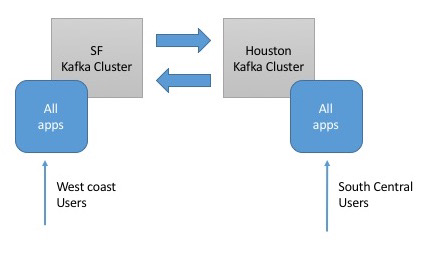 SF
Kafka Cluster
Houston
Kafka Cluster
All
apps
All
apps
West coast
Users
South Central
Users